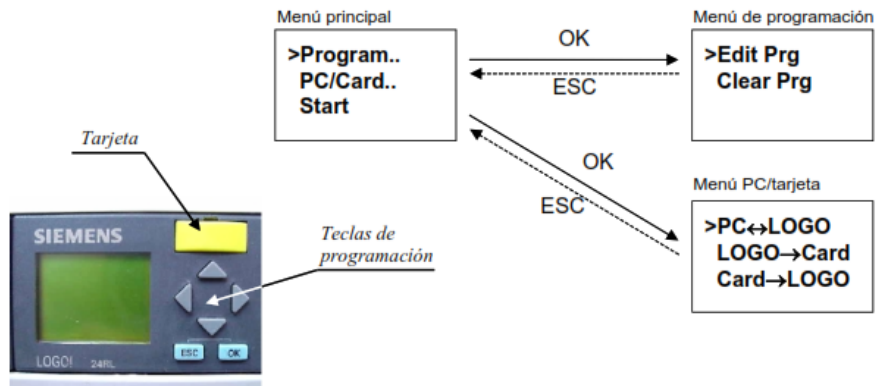 Menú principal
>Program..
PC/Card..
Start
OK
ESC
Menú de programación
>Edit Prg
Clear Prg
OK
ESC
Menú PC/tarjeta
>PC↔LOGO
LOGO→Card
Card→LOGO
Tarjeta
Teclas de
programación
SIEMENS
ESC
OK
LOGO! 24RL